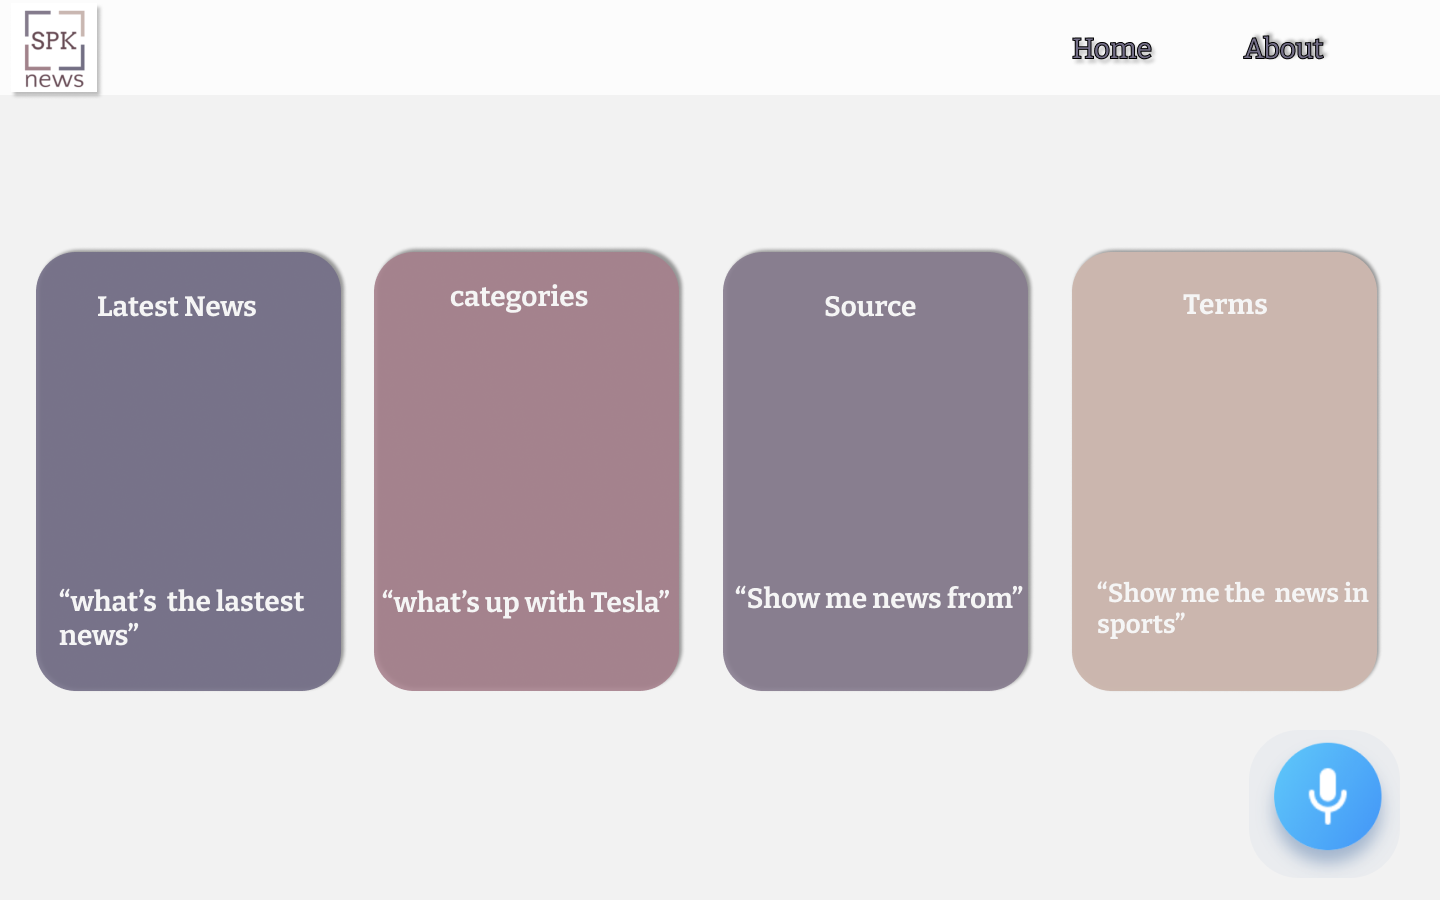 SPK
news
Home
About
Latest News
“what’s the lastest
news”
categories
“what’s up with Tesla”
Source
“Show me news from”
Terms
“Show me the news in
sports”